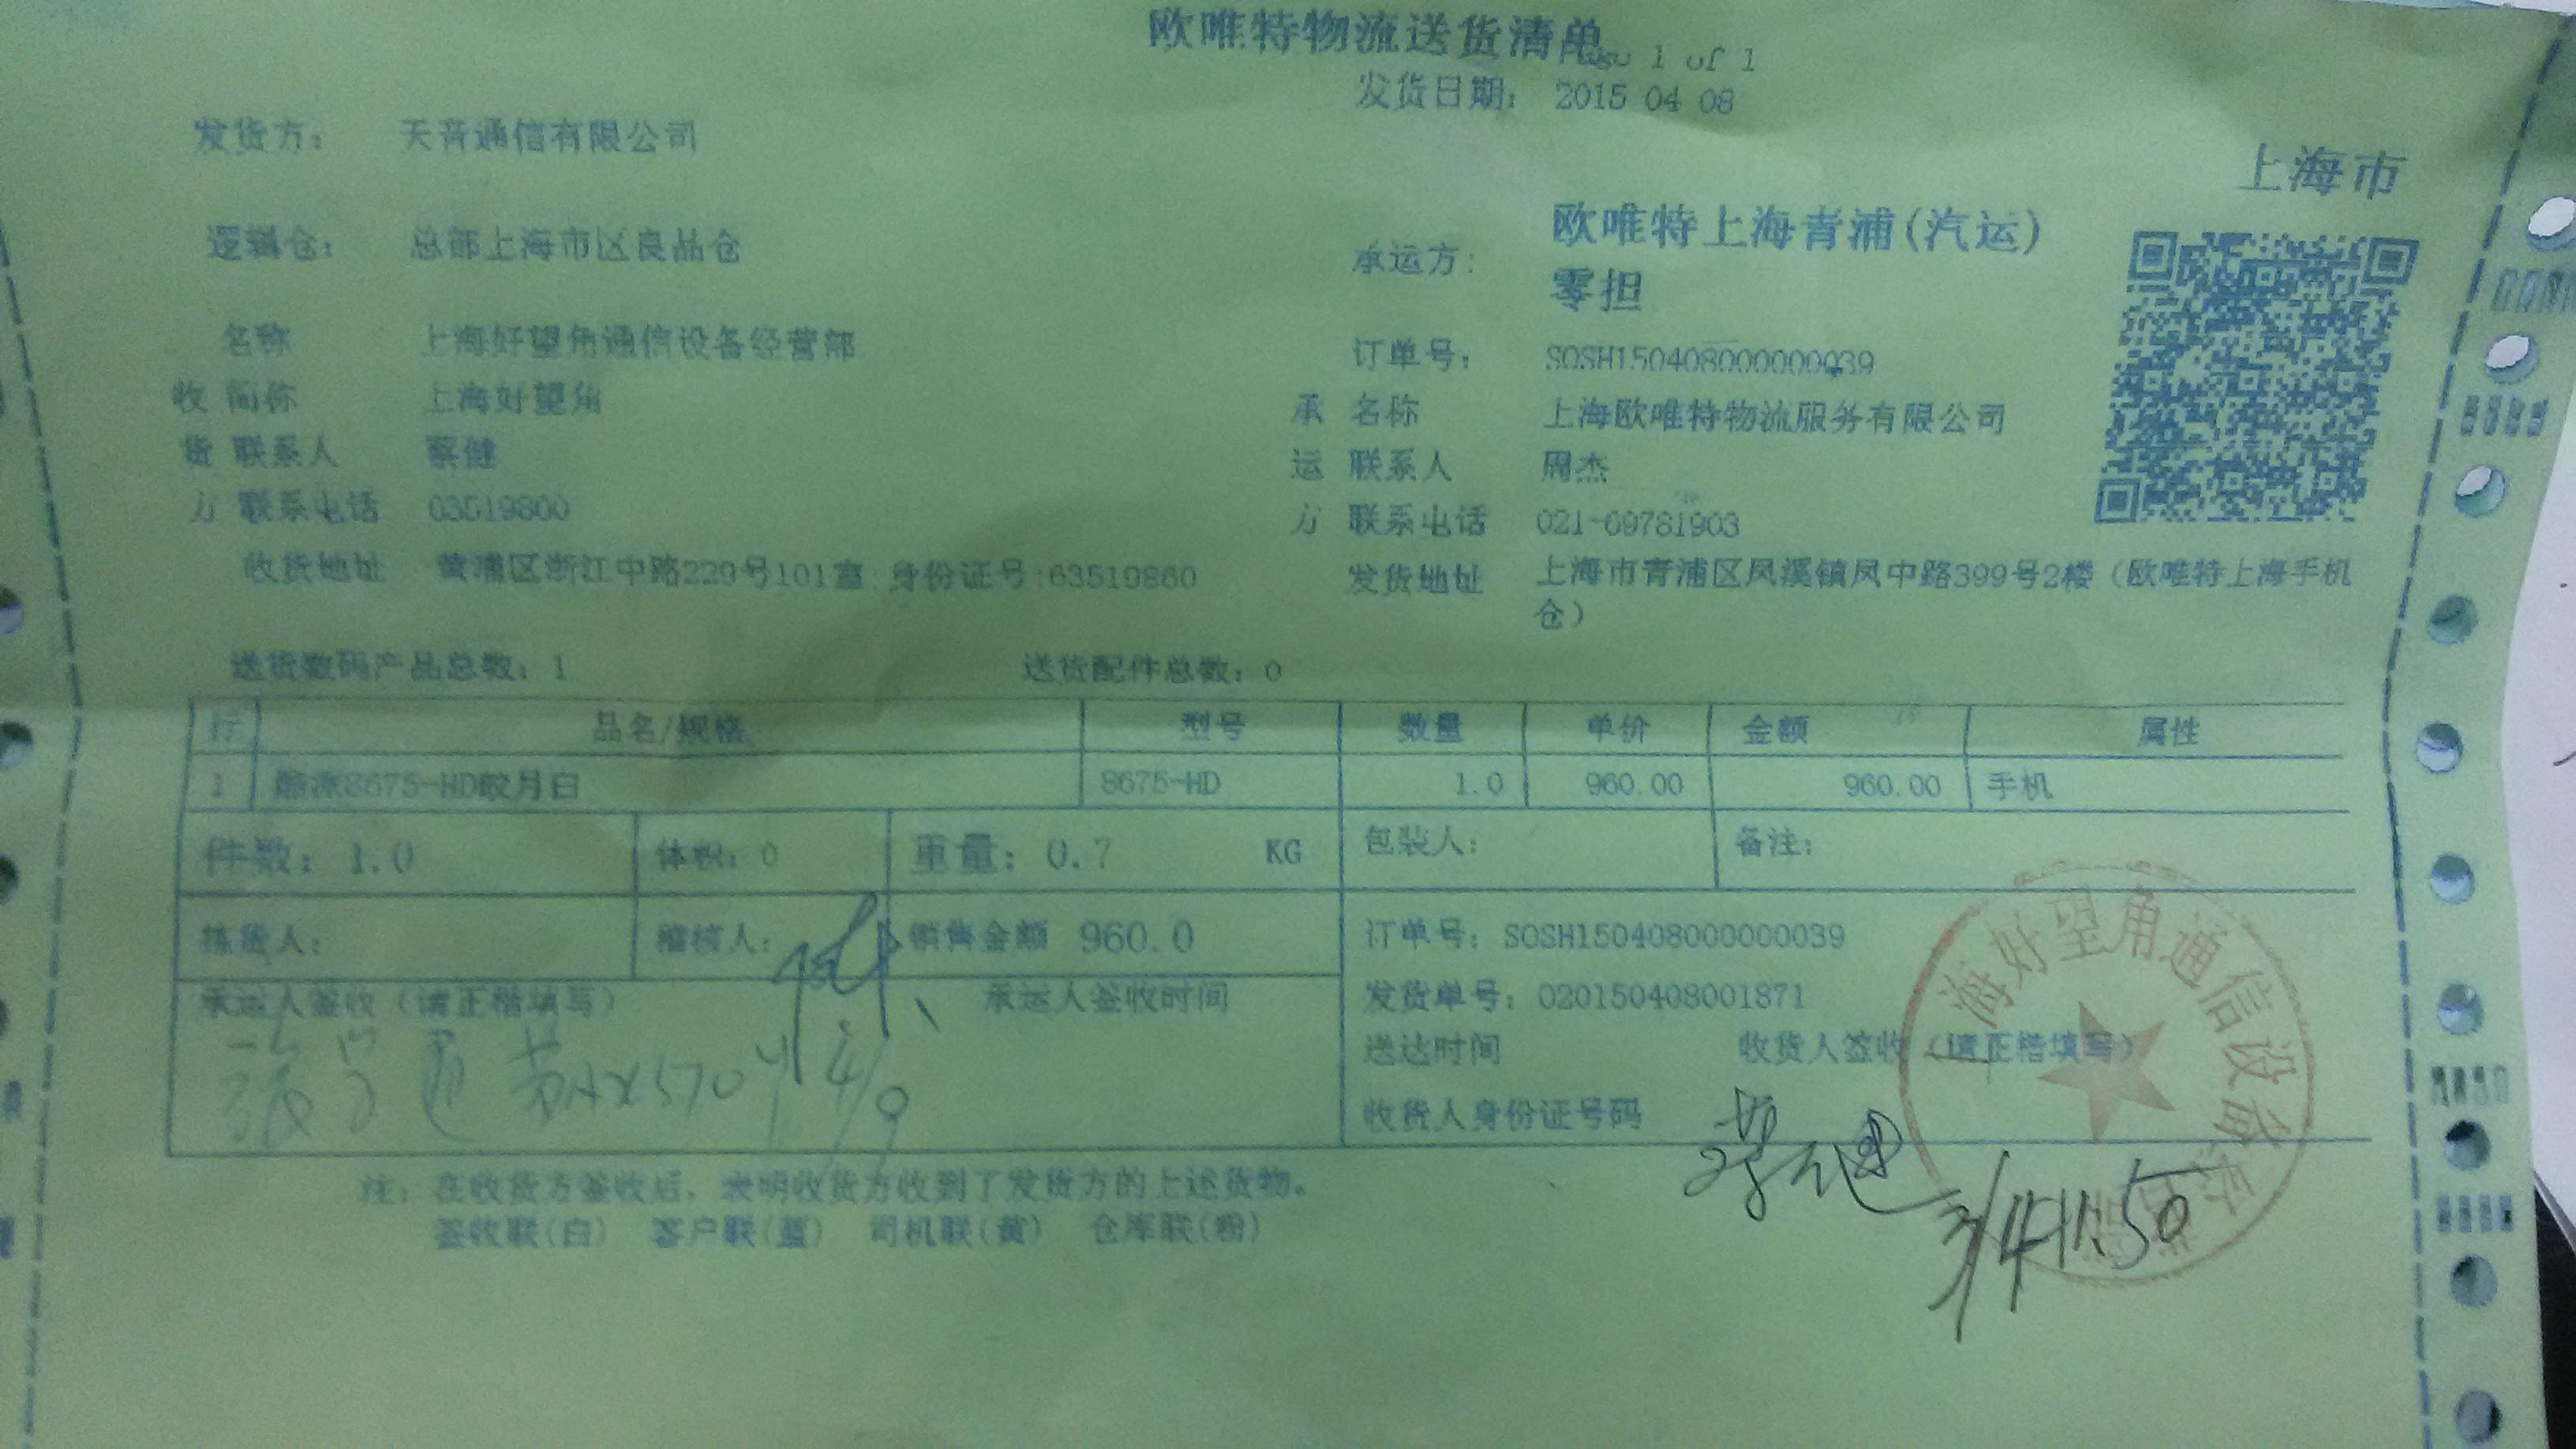 欧唯特物流送货清单
1 of 1
发货日期： 2015 04 08
发货方： 天音通信有限公司
上海市
逻辑仓： 总部上海市区良品仓
承运方： 欧唯特上海青浦(汽运)
零担
名称 上海好望角通信设备经营部
订单号： SOSH150408000000039
收 简称 上海好望角
承 名称 上海欧唯特物流服务有限公司
货 联系人 蔡健
运 联系人 周杰
方 联系电话
方 联系电话 021-69781903
收货地址 黄浦区浙江中路229号101室 身份证号:63519860
发货地址 上海市青浦区凤溪镇凤中路399号2楼（欧唯特上海手机
仓）
送货数码产品总数：1 送货配件总数：0
行 品名/规格 型号 数量 单价 金额 属性
1 酷派8675-HD皎月白 8675-HD 1.0 960.00 960.00 手机
件数：1.0 体积：0 重量：0.7 KG 包装人： 备注：
拣货人： 稽核人： 销售金额 960.0
订单号：SOSH150408000000039
承运人签收（请正楷填写） 承运人签收时间
发货单号：020150408001871
送达时间 收货人签收（请正楷填写）
收货人身份证号码
海好望角通信设备经
注：在收货方签收后，表明收货方收到了发货方的上述货物。
签收联(白) 客户联(蓝) 司机联(黄) 仓库联(粉)